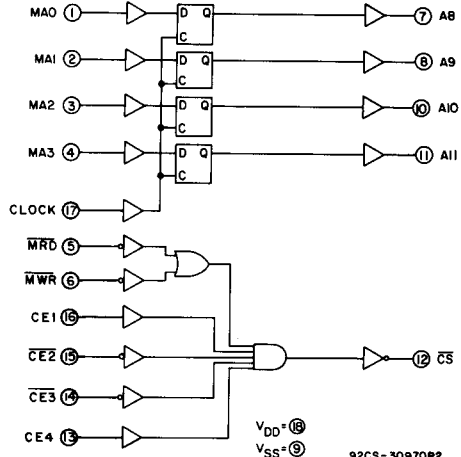 MA0 1 D Q 7 A8
C
MA1 2 D Q 8 A9
C
MA2 3 D Q 10 A10
C
MA3 4 D Q 11 A11
C
CLOCK 17
MRD 5
MWR 6
CE1 16
CE2 15 12 CS
CE3 14
CE4 13
VDD = 18
VSS = 9
92CS-30970R2